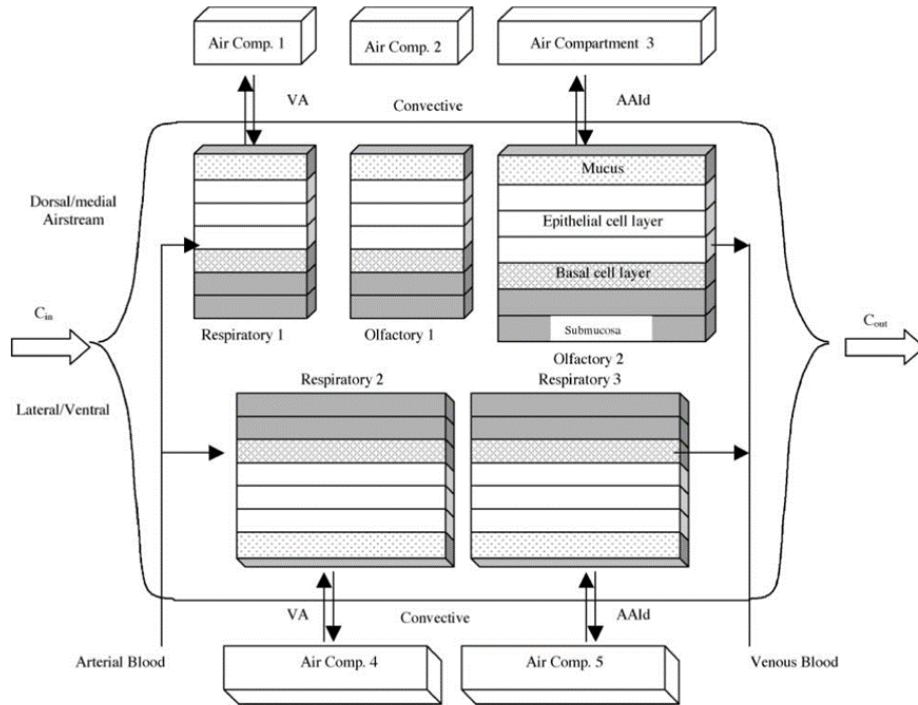 Air Comp. 1
Air Comp. 2
Air Compartment 3
VA
Convective
AAId
Dorsal/medial
Airstream
Mucus
Epithelial cell layer
Basal cell layer
Submucosa
Respiratory 1
Olfactory 1
Olfactory 2
Cin
Cout
Respiratory 2
Respiratory 3
Lateral/Ventral
VA
Convective
AAId
Arterial Blood
Air Comp. 4
Air Comp. 5
Venous Blood